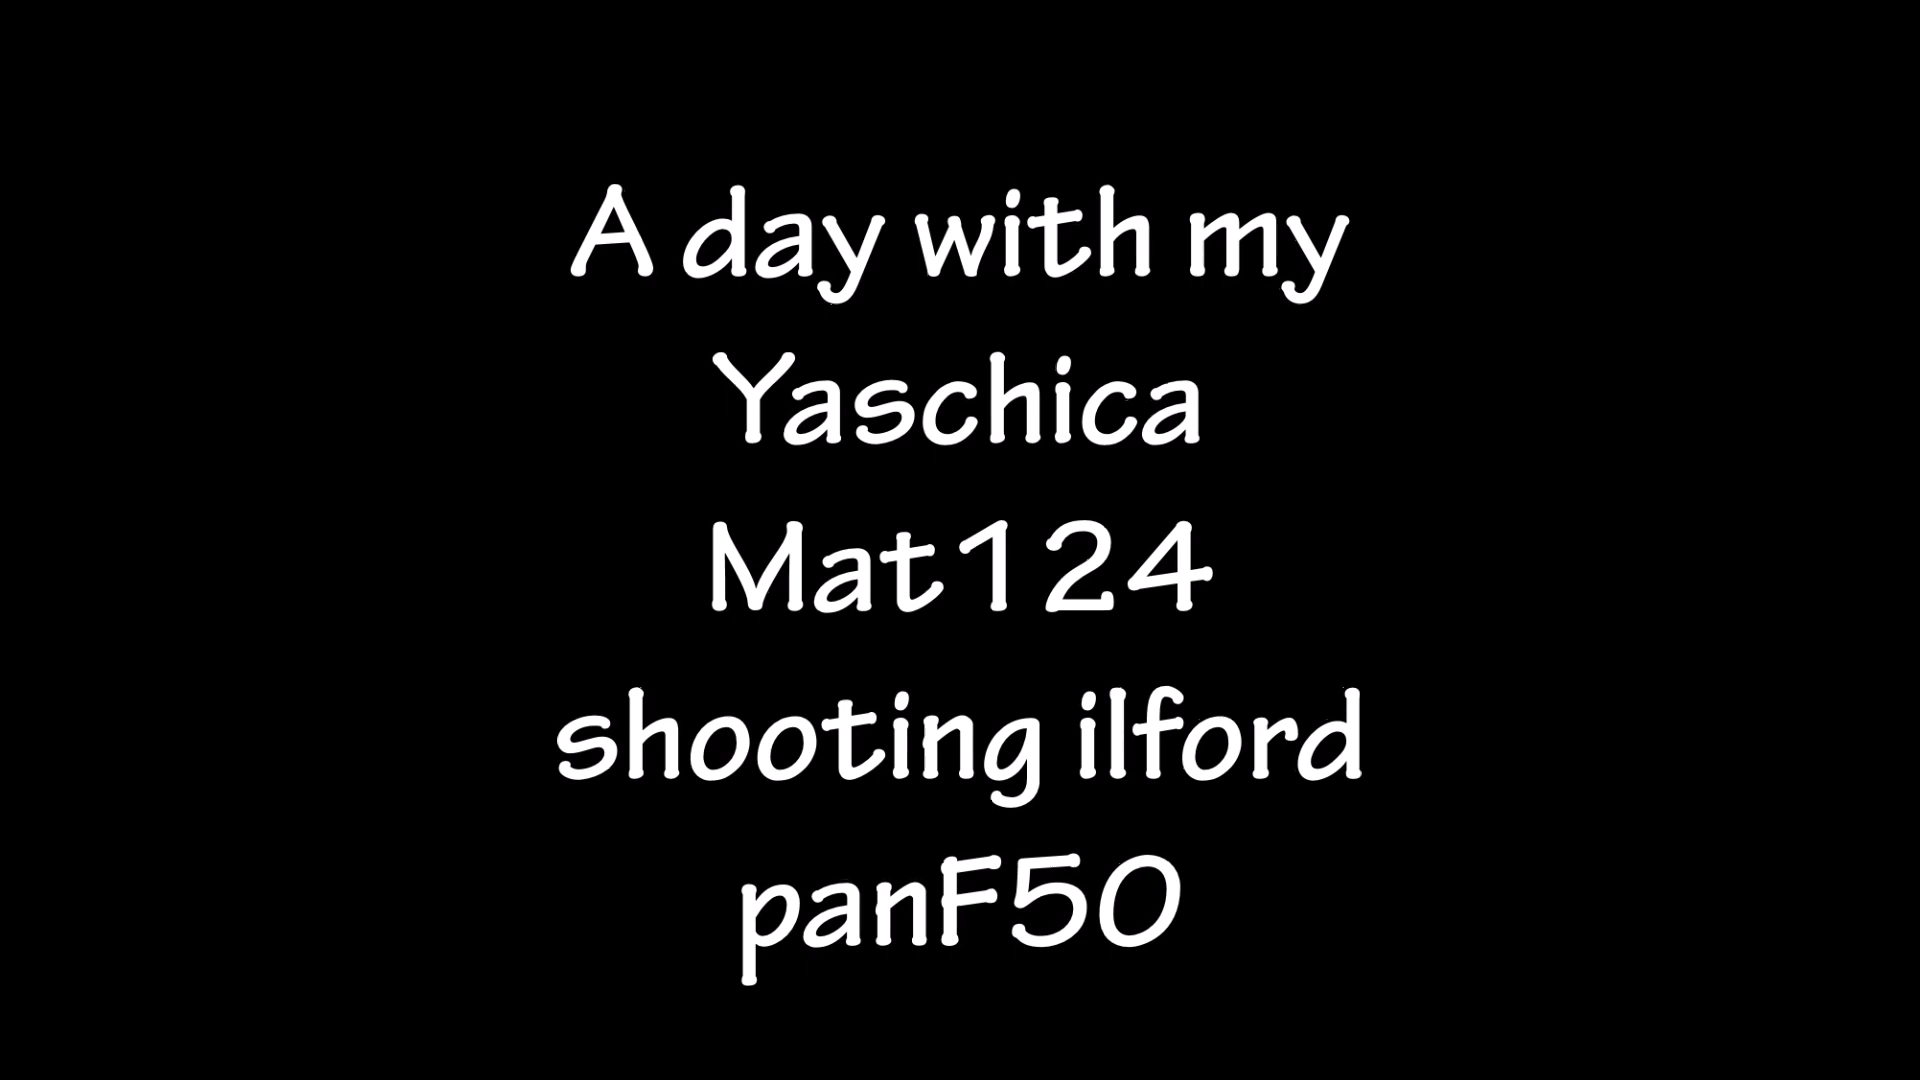 A day with my
Yaschica
Mat124
shooting ilford
panF50